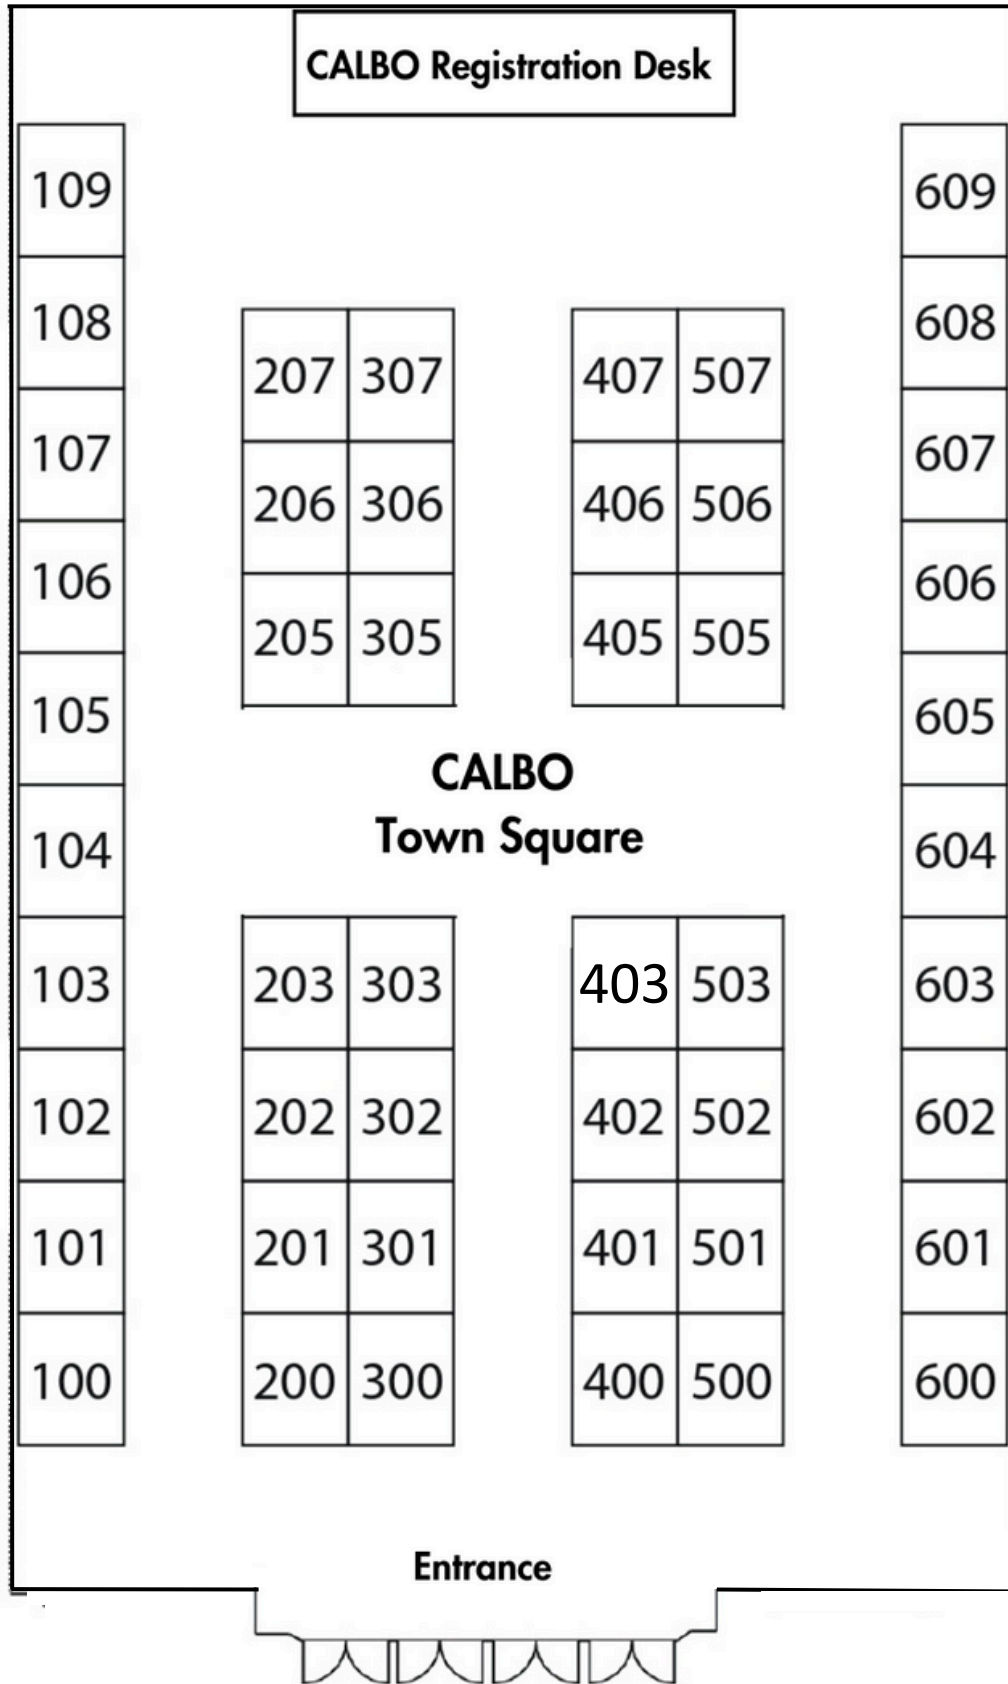 CALBO Registration Desk
109 609
108 608
207 307 407 507
107 607
206 306 406 506
106 606
205 305 405 505
105 605
CALBO
Town Square
104 604
103 203 303 403 503 603
102 202 302 402 502 602
101 201 301 401 501 601
100 200 300 400 500 600
Entrance